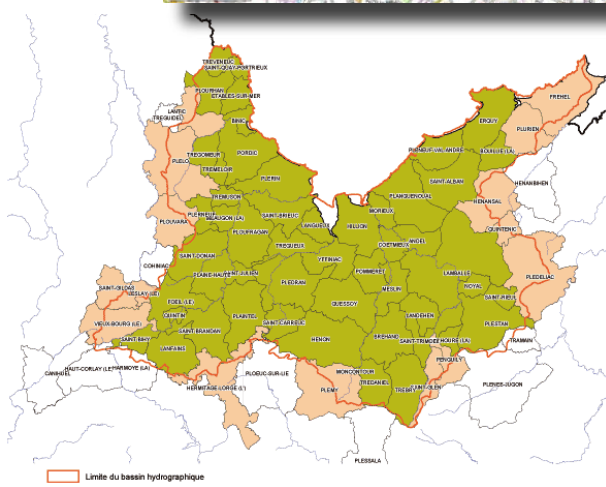 TREVENEUC
SAINT-QUAY-PORTRIEUX
PLOURHAN
LANTIC
ETABLES-SUR-MER
TREGUIDEL
BINIC
FREHEL
ERQUY
PLURIEN
PLELO
TREGOMEUR
PORDIC
PLENEUF-VAL-ANDRE
BOUILLIE (LA)
TREMELOIR
PLERIN
SAINT-ALBAN
HENANBIHEN
TREMUSON
PLANGUENOUAL
HENANSAL
PLOUVARA
PLERNEUF
MEAUGON (LA)
SAINT-BRIEUC
LANGUEUX
HILLION
MORIEUX
QUINTENIC
PLOUFRAGAN
TREGUEUX
COËTMIEUX
ANDEL
COHINIAC
SAINT-DONAN
YFFINIAC
PLAINE-HAUTE
SAINT-JULIEN
PLEDRAN
POMMERET
LAMBALLE
PLEDELIAC
SAINT-GILDAS
LESLAY (LE)
NOYAL
FOEIL (LE)
QUESSOY
MESLIN
SAINT-RIEUL
QUINTIN
PLAINTEL
LANDEHEN
VIEUX-BOURG (LE)
SAINT-CARREUC
PLESTAN
SAINT-BRANDAN
SAINT-BIHY
HENON
BREHAND
SAINT-TRIMOEL
TRAMAIN
LANFAINS
PENGUILY
CANIHUEL
HAUT-CORLAY (LE)
HARMOYE (LA)
PLOEUC-SUR-LIE
MONCONTOUR
TREDANIEL
HERMITAGE-LORGE (L')
PLEMY
TREBRY
SAINT-GLEN
PLENEE-JUGON
PLESSALA
Limite du bassin hydrographique